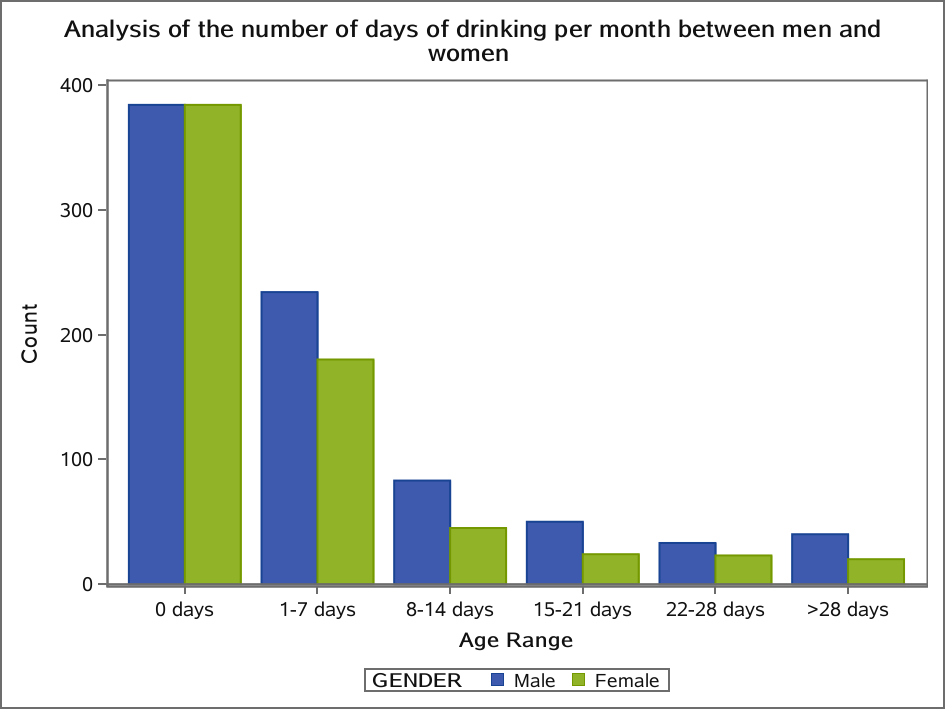 Analysis of the number of days of drinking per month between men and
women
400
300
200
100
0
Count
0 days
1-7 days
8-14 days
15-21 days
22-28 days
>28 days
Age Range
GENDER Male Female